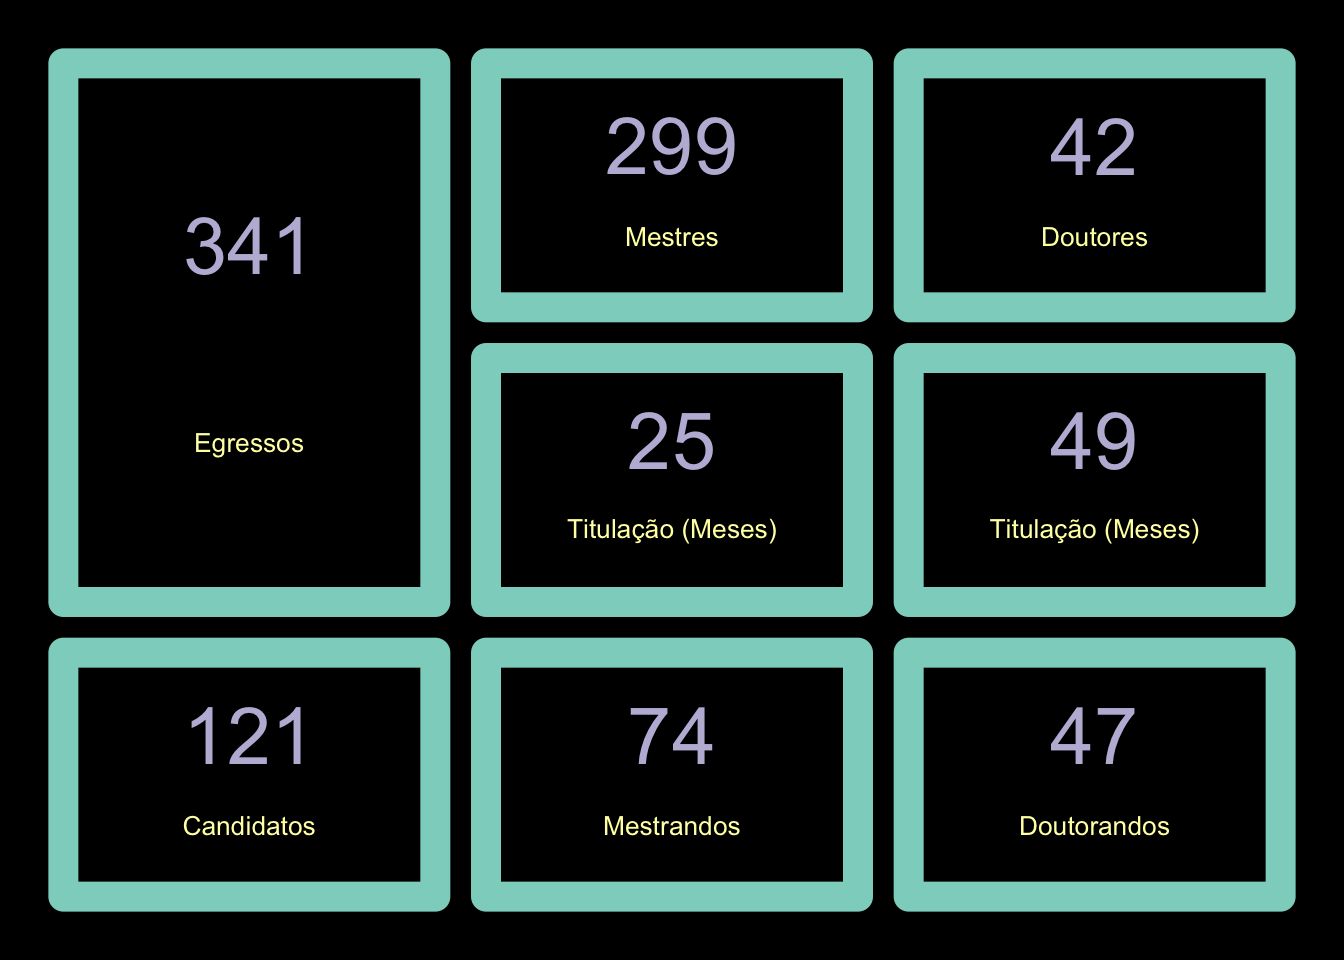 341
Egressos
299
Mestres
42
Doutores
25
Titulação (Meses)
49
Titulação (Meses)
121
Candidatos
74
Mestrandos
47
Doutorandos